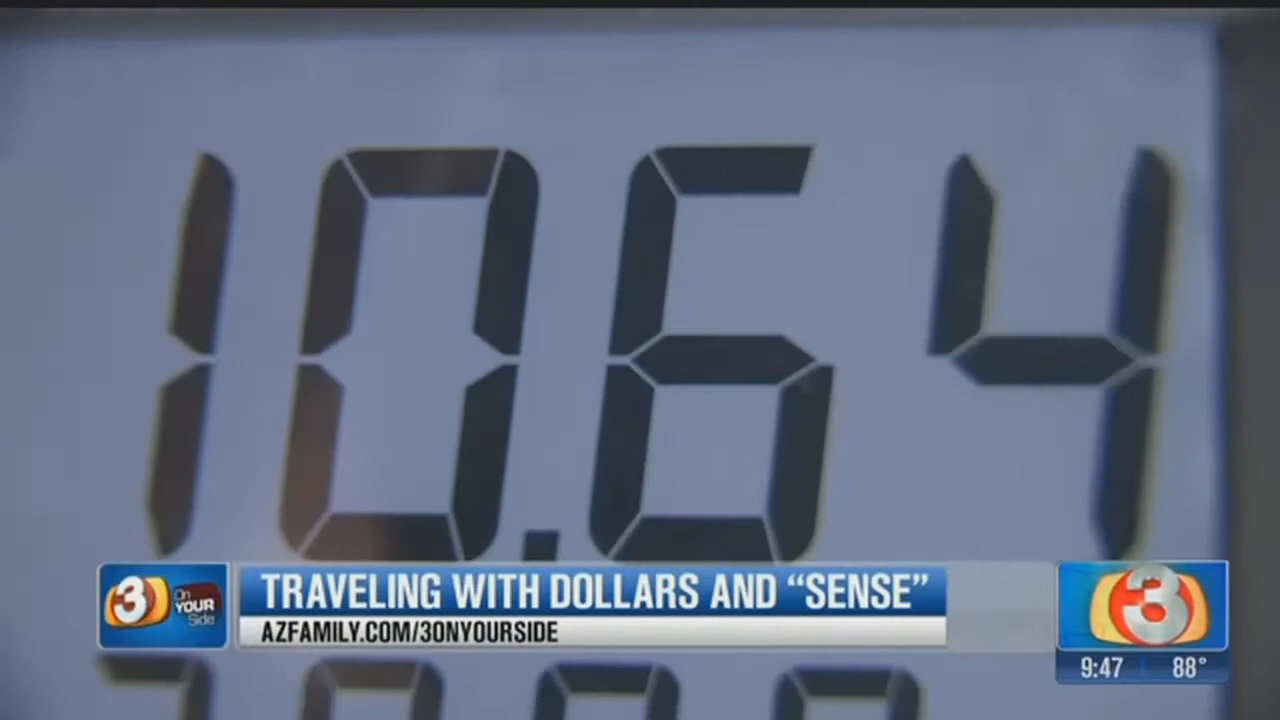 10.64
3 On YOUR Side
TRAVELING WITH DOLLARS AND “SENSE”
AZFAMILY.COM/3ONYOURSIDE
3
9:47 88°